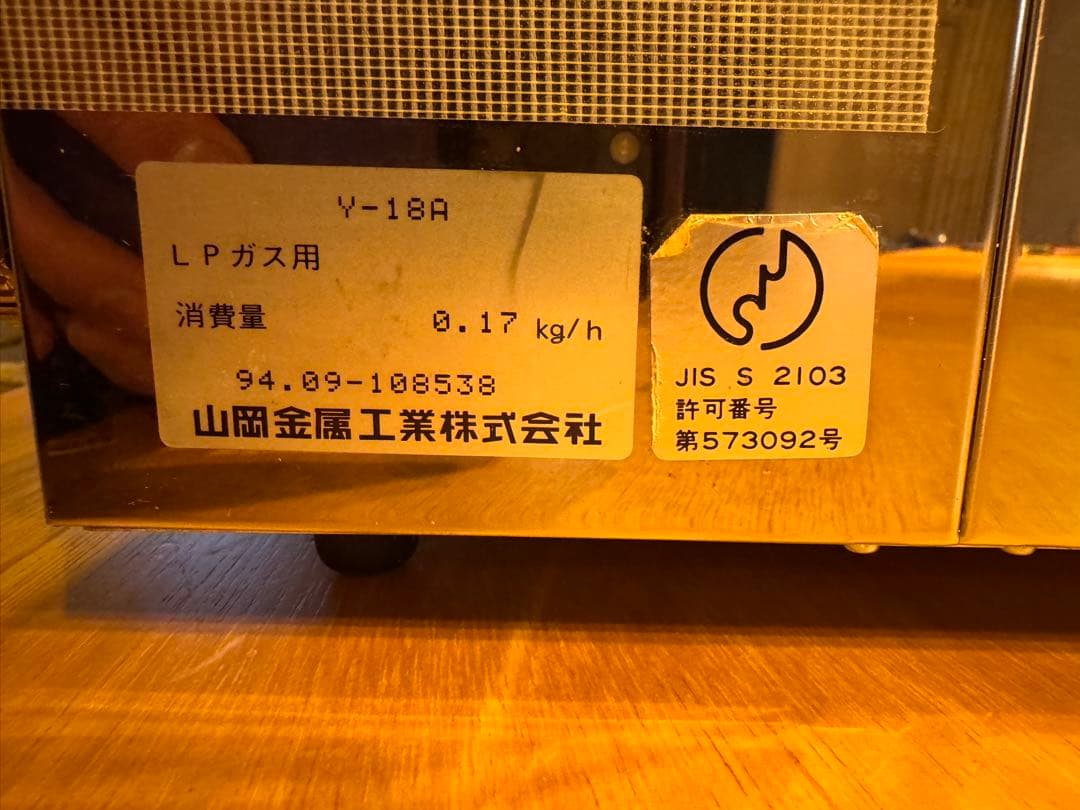 Y-18A
LPガス用
消費量 0.17 kg/h
94.09-108538
山岡金属工業株式会社
JIS S 2103
許可番号
第573092号